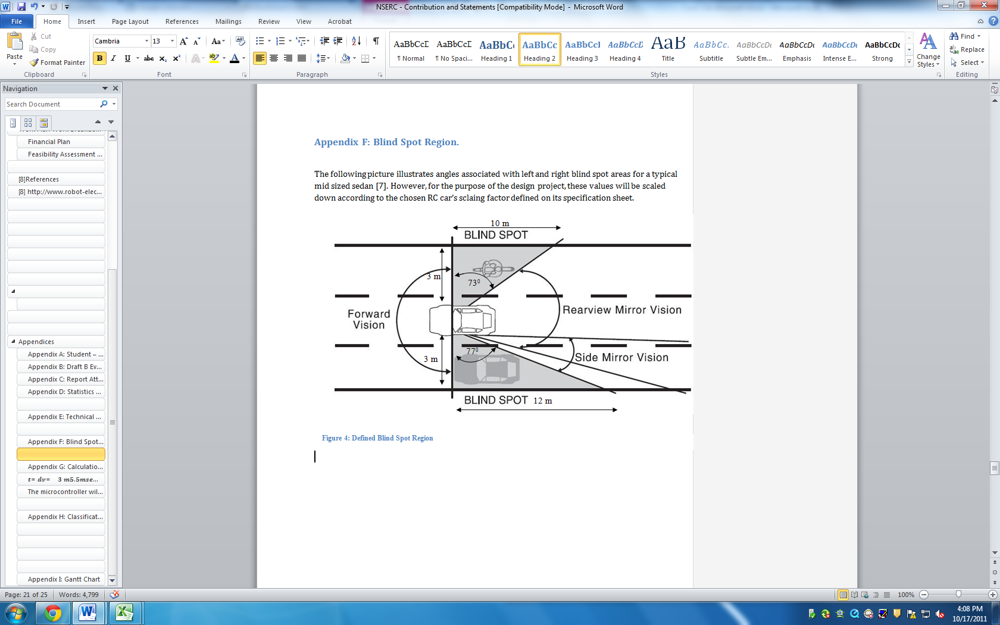 NSERC - Contribution and Statements [Compatibility Mode] - Microsoft Word
File Home Insert Page Layout References Mailings Review View Acrobat
Paste
Cut
Copy
Format Painter
Clipboard
Cambria 13
Font
Paragraph
AaBbCcD AaBbCcD AaBbCc AaBbCc AaBbCcI AaBbCcD AaB AaBbCc. AaBbCcDc AaBbCcDc AaBbCcDc AaBbCcDc
¶ Normal ¶ No Spaci... Heading 1 Heading 2 Heading 3 Heading 4 Title Subtitle Subtle Em... Emphasis Intense E... Strong
Styles
Change Styles
Find
Replace
Select
Editing
Navigation
Search Document
Financial Plan
Feasibility Assessment ...
[8]References
[8] http://www.robot-elec...
Appendices
Appendix A: Student – ...
Appendix B: Draft B Ev...
Appendix C: Report Att...
Appendix D: Statistics ...
Appendix E: Technical ...
Appendix F: Blind Spot...
Appendix G: Calculatio...
t= dv= 3 m5.5mse...
The microcontroller wil...
Appendix H: Classificat...
Appendix I: Gantt Chart
Appendix F: Blind Spot Region.
The following picture illustrates angles associated with left and right blind spot areas for a typical
mid sized sedan [7]. However, for the purpose of the design project, these values will be scaled
down according to the chosen RC car's sclaing factor defined on its specification sheet.
10 m
BLIND SPOT
3 m
73⁰
Forward
Vision
Rearview Mirror Vision
77⁰
3 m
Side Mirror Vision
BLIND SPOT 12 m
Figure 4: Defined Blind Spot Region
Page: 21 of 25 Words: 4,799
100%
4:08 PM
10/17/2011